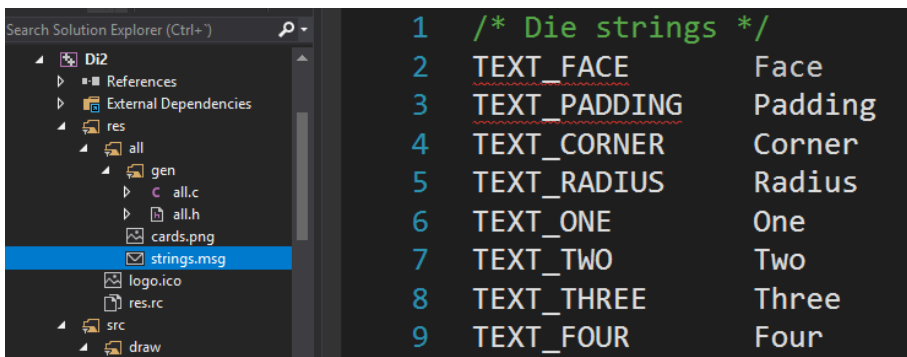 Search Solution Explorer (Ctrl+¨)
Di2
References
External Dependencies
res
all
gen
all.c
all.h
cards.png
strings.msg
logo.ico
res.rc
src
draw
1 /* Die strings */
2 TEXT_FACE Face
3 TEXT_PADDING Padding
4 TEXT_CORNER Corner
5 TEXT_RADIUS Radius
6 TEXT_ONE One
7 TEXT_TWO Two
8 TEXT_THREE Three
9 TEXT_FOUR Four